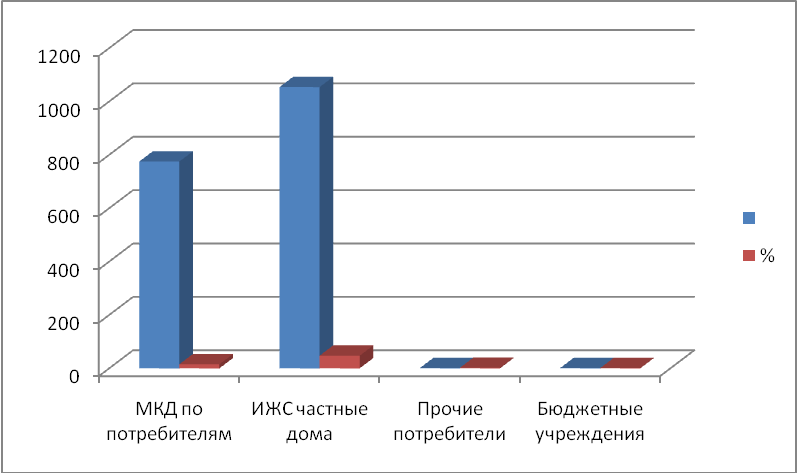 1200
1000
800
600
400
200
0
МКД по
потребителям
ИЖС частные
дома
Прочие
потребители
Бюджетные
учреждения
%